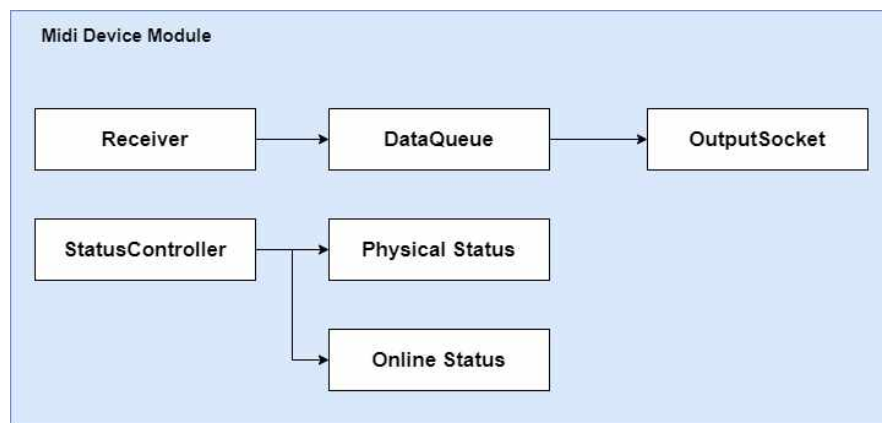 Midi Device Module
Receiver
DataQueue
OutputSocket
StatusController
Physical Status
Online Status